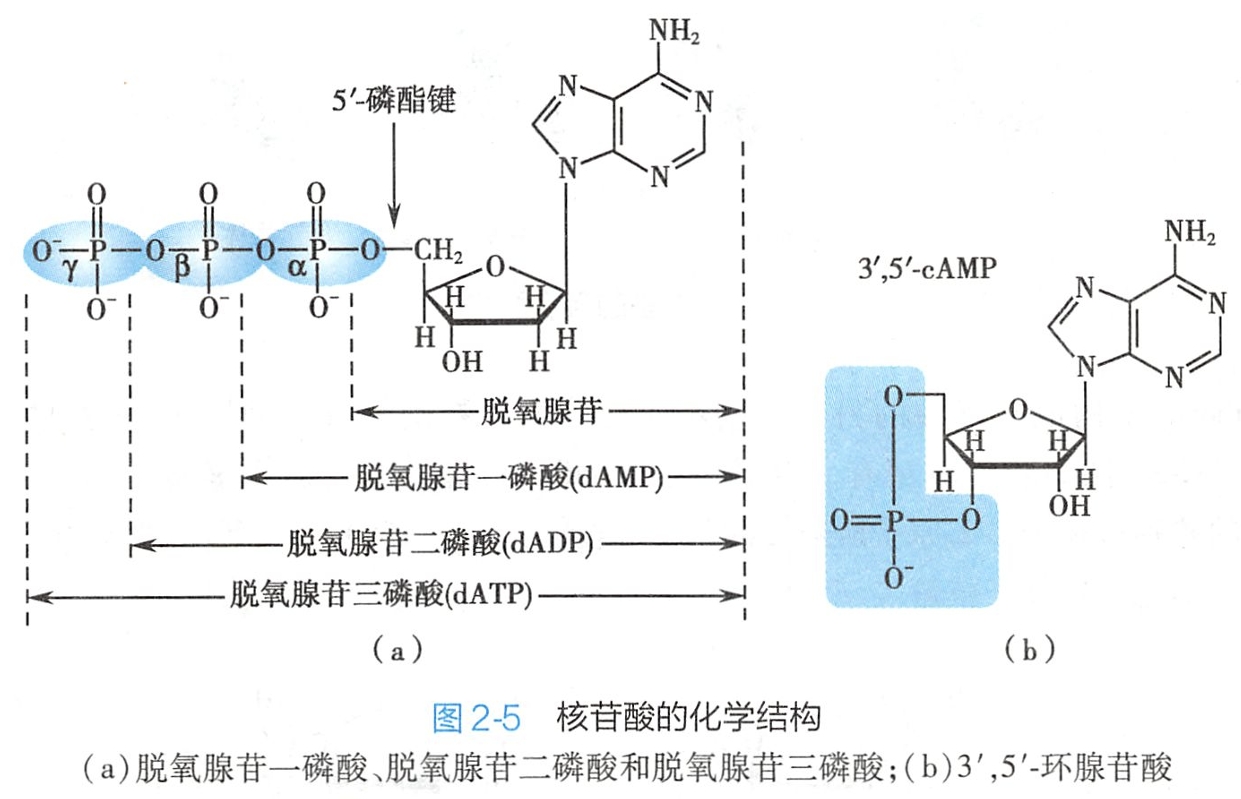 NH₂
5′-磷酯键
N
N
N
N
O
O
O
O⁻
P
O
P
O
P
O
CH₂
γ
β
α
O⁻
O⁻
O⁻
O
H
H
H
H
OH
H
脱氧腺苷
脱氧腺苷一磷酸(dAMP)
脱氧腺苷二磷酸(dADP)
脱氧腺苷三磷酸(dATP)
(a)
NH₂
3′,5′-cAMP
N
N
N
N
O
O
H
H
H
H
OH
O=P
O
O⁻
(b)
图 2-5 核苷酸的化学结构
(a)脱氧腺苷一磷酸、脱氧腺苷二磷酸和脱氧腺苷三磷酸;(b)3′,5′-环腺苷酸